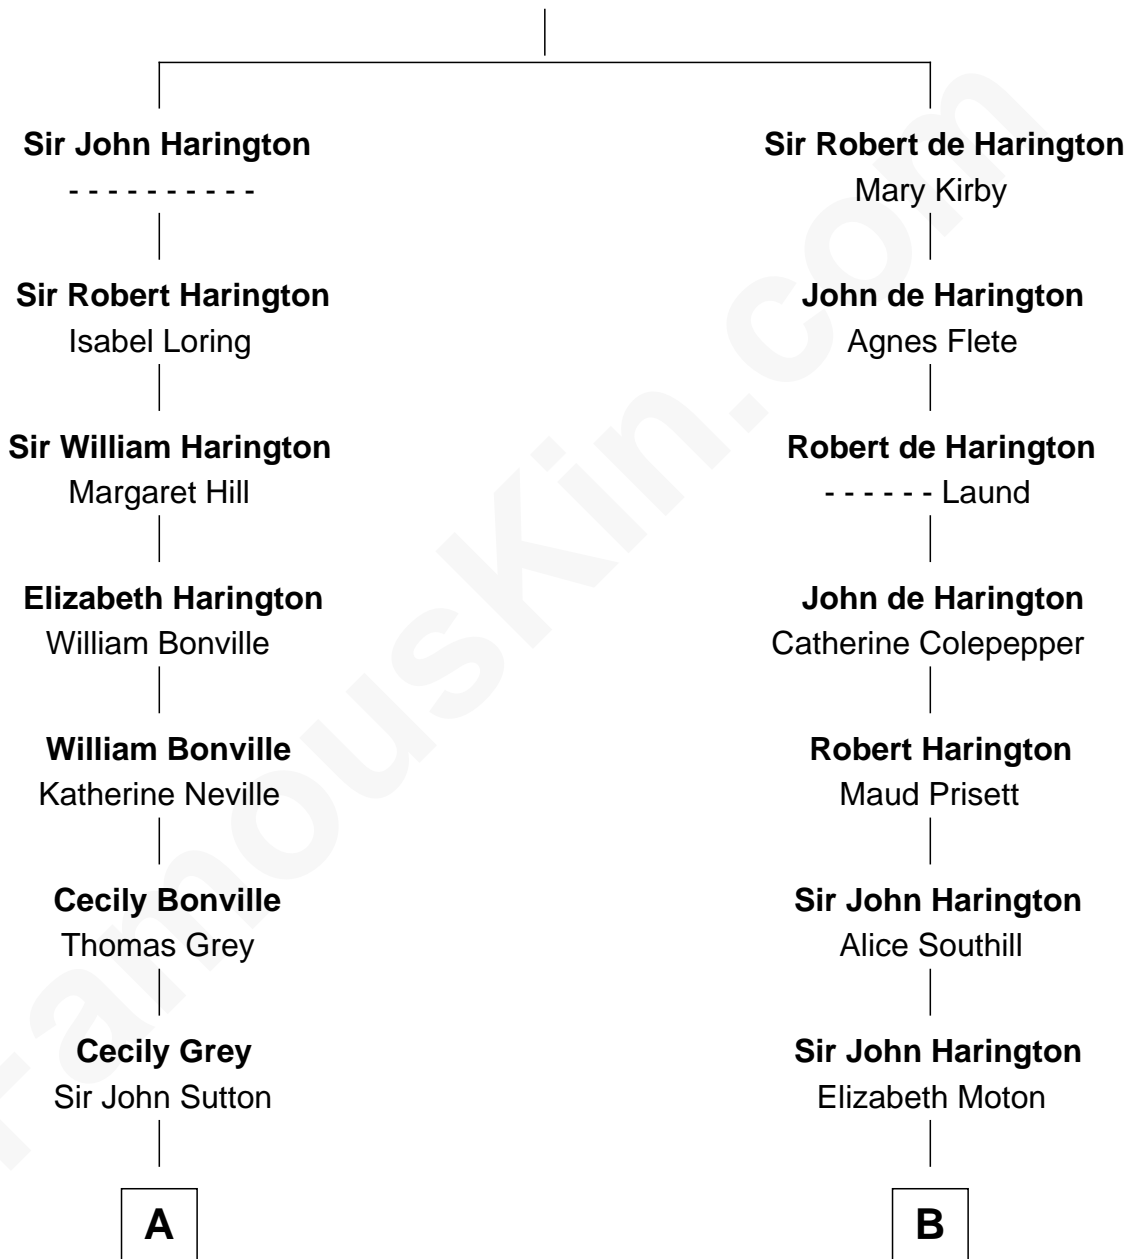 Sir John Harington
- - - - - - - - - -
Sir Robert Harington
Isabel Loring
Sir William Harington
Margaret Hill
Elizabeth Harington
William Bonville
William Bonville
Katherine Neville
Cecily Bonville
Thomas Grey
Cecily Grey
Sir John Sutton
A
Sir Robert de Harington
Mary Kirby
John de Harington
Agnes Flete
Robert de Harington
- - - - - - Laund
John de Harington
Catherine Colepepper
Robert Harington
Maud Prisett
Sir John Harington
Alice Southill
Sir John Harington
Elizabeth Moton
B
FamousKin.com